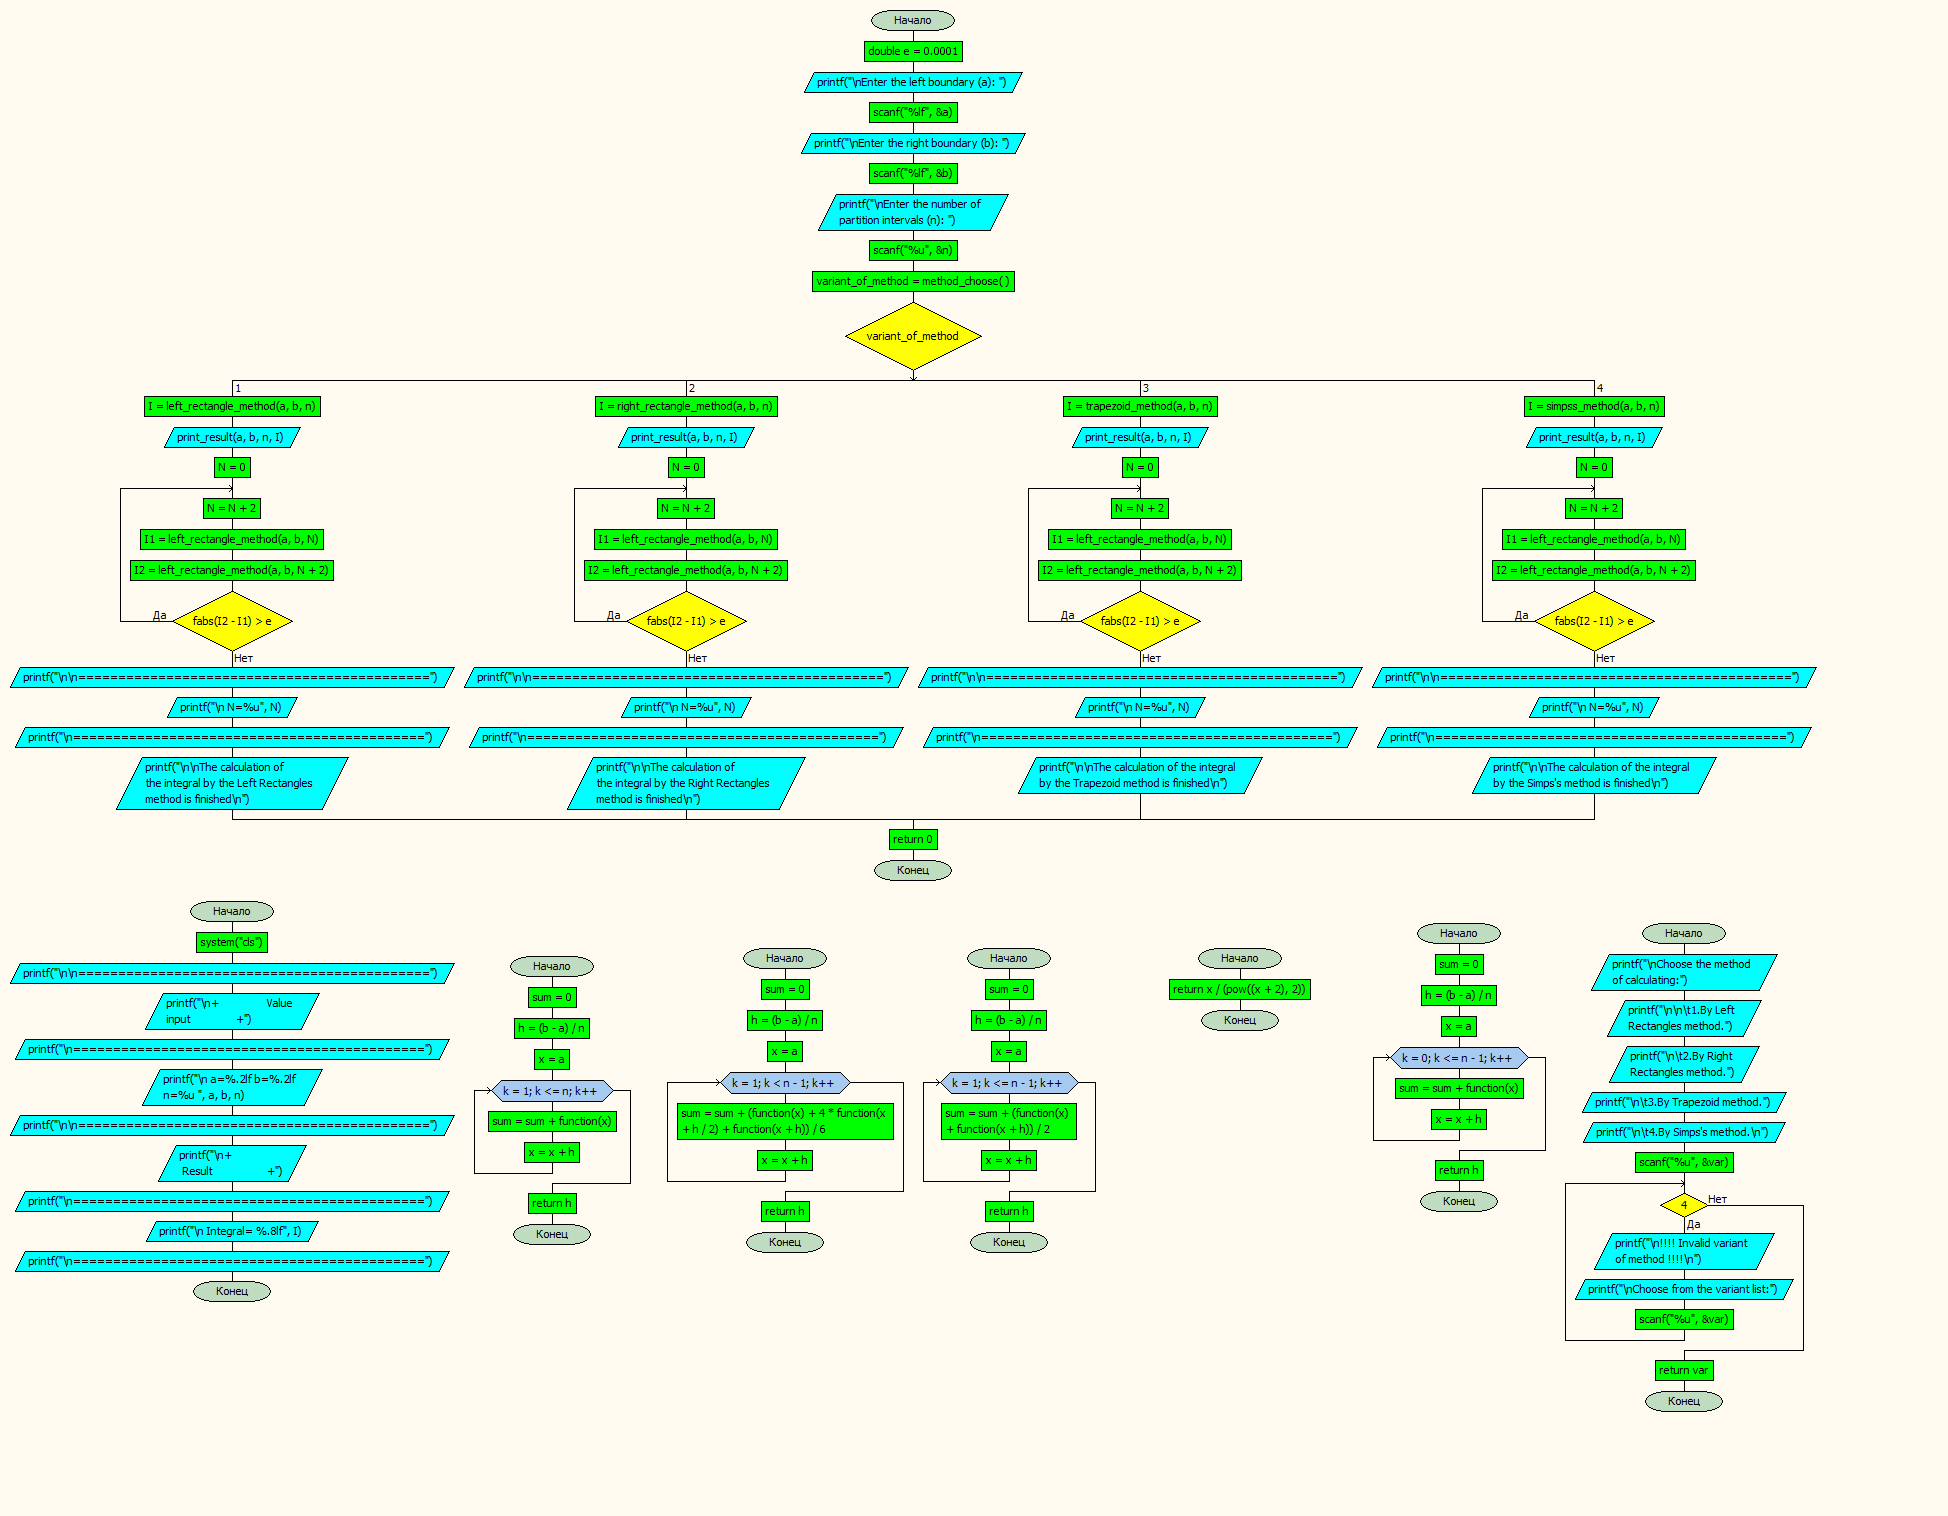 Начало
double e = 0.0001
printf("\nEnter the left boundary (a): ")
scanf("%lf", &a)
printf("\nEnter the right boundary (b): ")
scanf("%lf", &b)
printf("\nEnter the number of
partition intervals (n): ")
scanf("%u", &n)
variant_of_method = method_choose()
variant_of_method
1
I = left_rectangle_method(a, b, n)
print_result(a, b, n, I)
N = 0
N = N + 2
I1 = left_rectangle_method(a, b, N)
I2 = left_rectangle_method(a, b, N + 2)
Да
fabs(I2 - I1) > e
Нет
printf("\n\n===========================================")
printf("\n N=%u", N)
printf("\n===========================================")
printf("\n\nThe calculation of
the integral by the Left Rectangles
method is finished\n")
2
I = right_rectangle_method(a, b, n)
print_result(a, b, n, I)
N = 0
N = N + 2
I1 = left_rectangle_method(a, b, N)
I2 = left_rectangle_method(a, b, N + 2)
Да
fabs(I2 - I1) > e
Нет
printf("\n\n===========================================")
printf("\n N=%u", N)
printf("\n===========================================")
printf("\n\nThe calculation of
the integral by the Right Rectangles
method is finished\n")
3
I = trapezoid_method(a, b, n)
print_result(a, b, n, I)
N = 0
N = N + 2
I1 = left_rectangle_method(a, b, N)
I2 = left_rectangle_method(a, b, N + 2)
Да
fabs(I2 - I1) > e
Нет
printf("\n\n===========================================")
printf("\n N=%u", N)
printf("\n===========================================")
printf("\n\nThe calculation of the integral
by the Trapezoid method is finished\n")
4
I = simpss_method(a, b, n)
print_result(a, b, n, I)
N = 0
N = N + 2
I1 = left_rectangle_method(a, b, N)
I2 = left_rectangle_method(a, b, N + 2)
Да
fabs(I2 - I1) > e
Нет
printf("\n\n===========================================")
printf("\n N=%u", N)
printf("\n===========================================")
printf("\n\nThe calculation of the integral
by the Simps's method is finished\n")
return 0
Конец
Начало
system("cls")
printf("\n\n===========================================")
printf("\n+ Value
input +")
printf("\n===========================================")
printf("\n a=%.2lf b=%.2lf
n=%u ", a, b, n)
printf("\n\n===========================================")
printf("\n+
Result +")
printf("\n===========================================")
printf("\n Integral= %.8lf", I)
printf("\n===========================================")
Конец
Начало
sum = 0
h = (b - a) / n
x = a
k = 1; k <= n; k++
sum = sum + function(x)
x = x + h
return h
Конец
Начало
sum = 0
h = (b - a) / n
x = a
k = 1; k < n - 1; k++
sum = sum + (function(x) + 4 * function(x
+ h / 2) + function(x + h)) / 6
x = x + h
return h
Конец
Начало
sum = 0
h = (b - a) / n
x = a
k = 1; k <= n - 1; k++
sum = sum + (function(x)
+ function(x + h)) / 2
x = x + h
return h
Конец
Начало
return x / (pow((x + 2), 2))
Конец
Начало
sum = 0
h = (b - a) / n
x = a
k = 0; k <= n - 1; k++
sum = sum + function(x)
x = x + h
return h
Конец
Начало
printf("\nChoose the method
of calculating:")
printf("\n\n\t1.By Left
Rectangles method.")
printf("\n\t2.By Right
Rectangles method.")
printf("\n\t3.By Trapezoid method.")
printf("\n\t4.By Simps's method.\n")
scanf("%u", &var)
4
Нет
Да
printf("\n!!!! Invalid variant
of method !!!!\n")
printf("\nChoose from the variant list:")
scanf("%u", &var)
return var
Конец